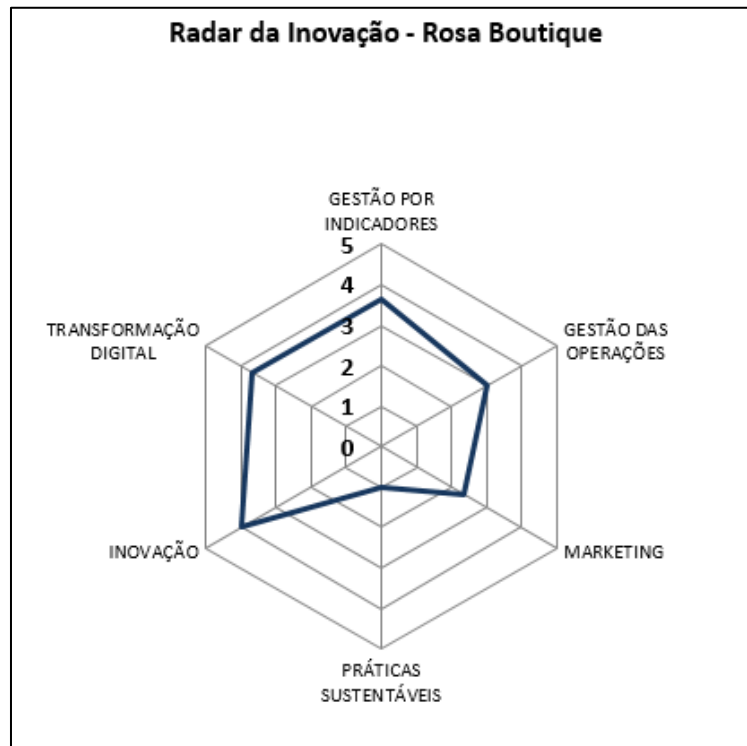 Radar da Inovação - Rosa Boutique
GESTÃO POR
INDICADORES
5
4
3
2
1
0
GESTÃO DAS
OPERAÇÕES
MARKETING
PRÁTICAS
SUSTENTÁVEIS
INOVAÇÃO
TRANSFORMAÇÃO
DIGITAL